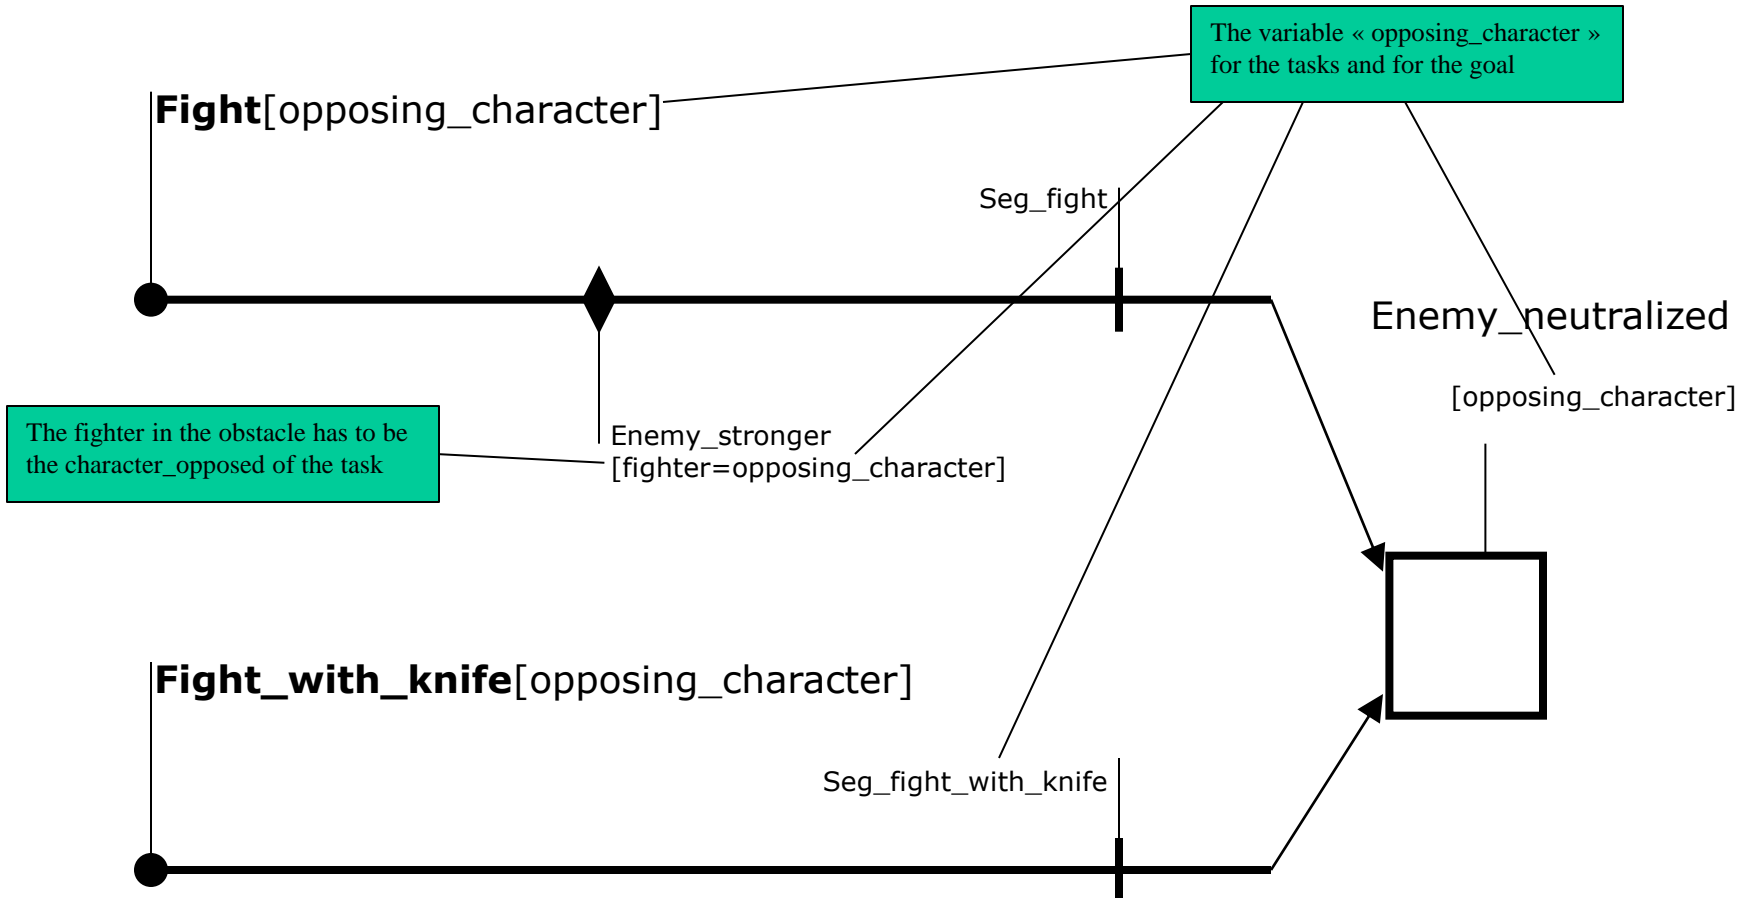 The variable « opposing_character »
for the tasks and for the goal
Fight[opposing_character]
Seg_fight
Enemy_neutralized
[opposing_character]
The fighter in the obstacle has to be
the character_opposed of the task
Enemy_stronger
[fighter=opposing_character]
Fight_with_knife[opposing_character]
Seg_fight_with_knife